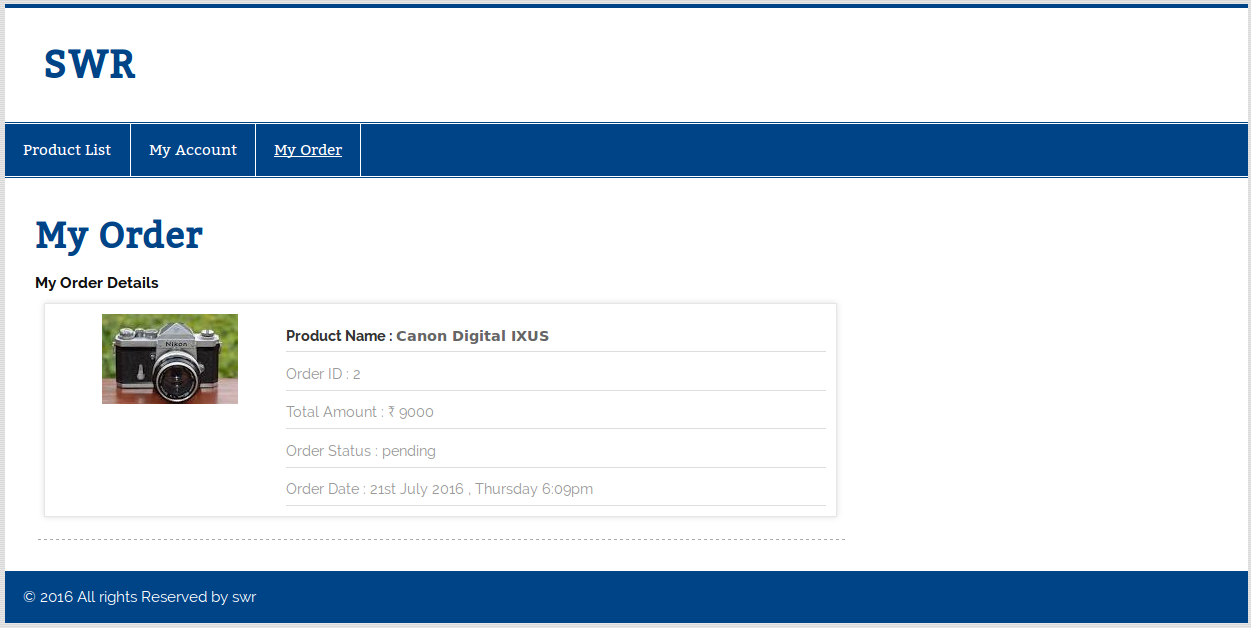 SWR
Product List My Account My Order
My Order
My Order Details
Nikon
Product Name : Canon Digital IXUS
Order ID : 2
Total Amount : ₹ 9000
Order Status : pending
Order Date : 21st July 2016 , Thursday 6:09pm
© 2016 All rights Reserved by swr